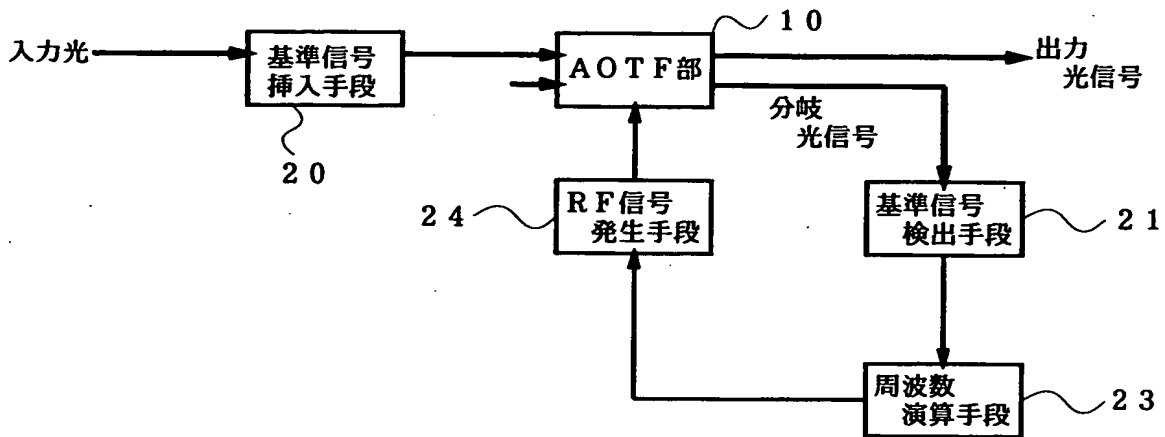 入力光
基準信号
挿入手段
20
AOTF部
10
出力
光信号
分岐
光信号
RF信号
発生手段
24
基準信号
検出手段
21
周波数
演算手段
23